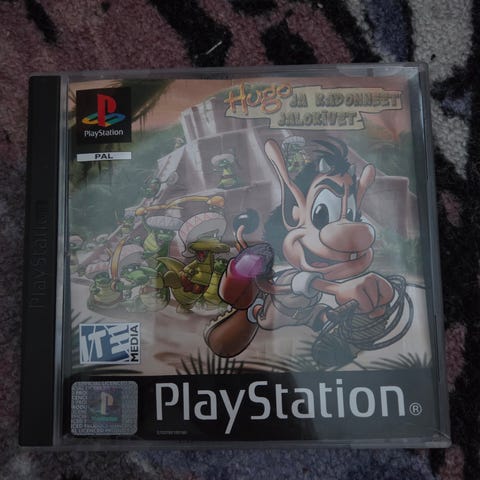 PlayStation
PAL
Hugo JA KADONNEET
JALOKIVET
PlayStation
ITE
MEDIA
PlayStation®